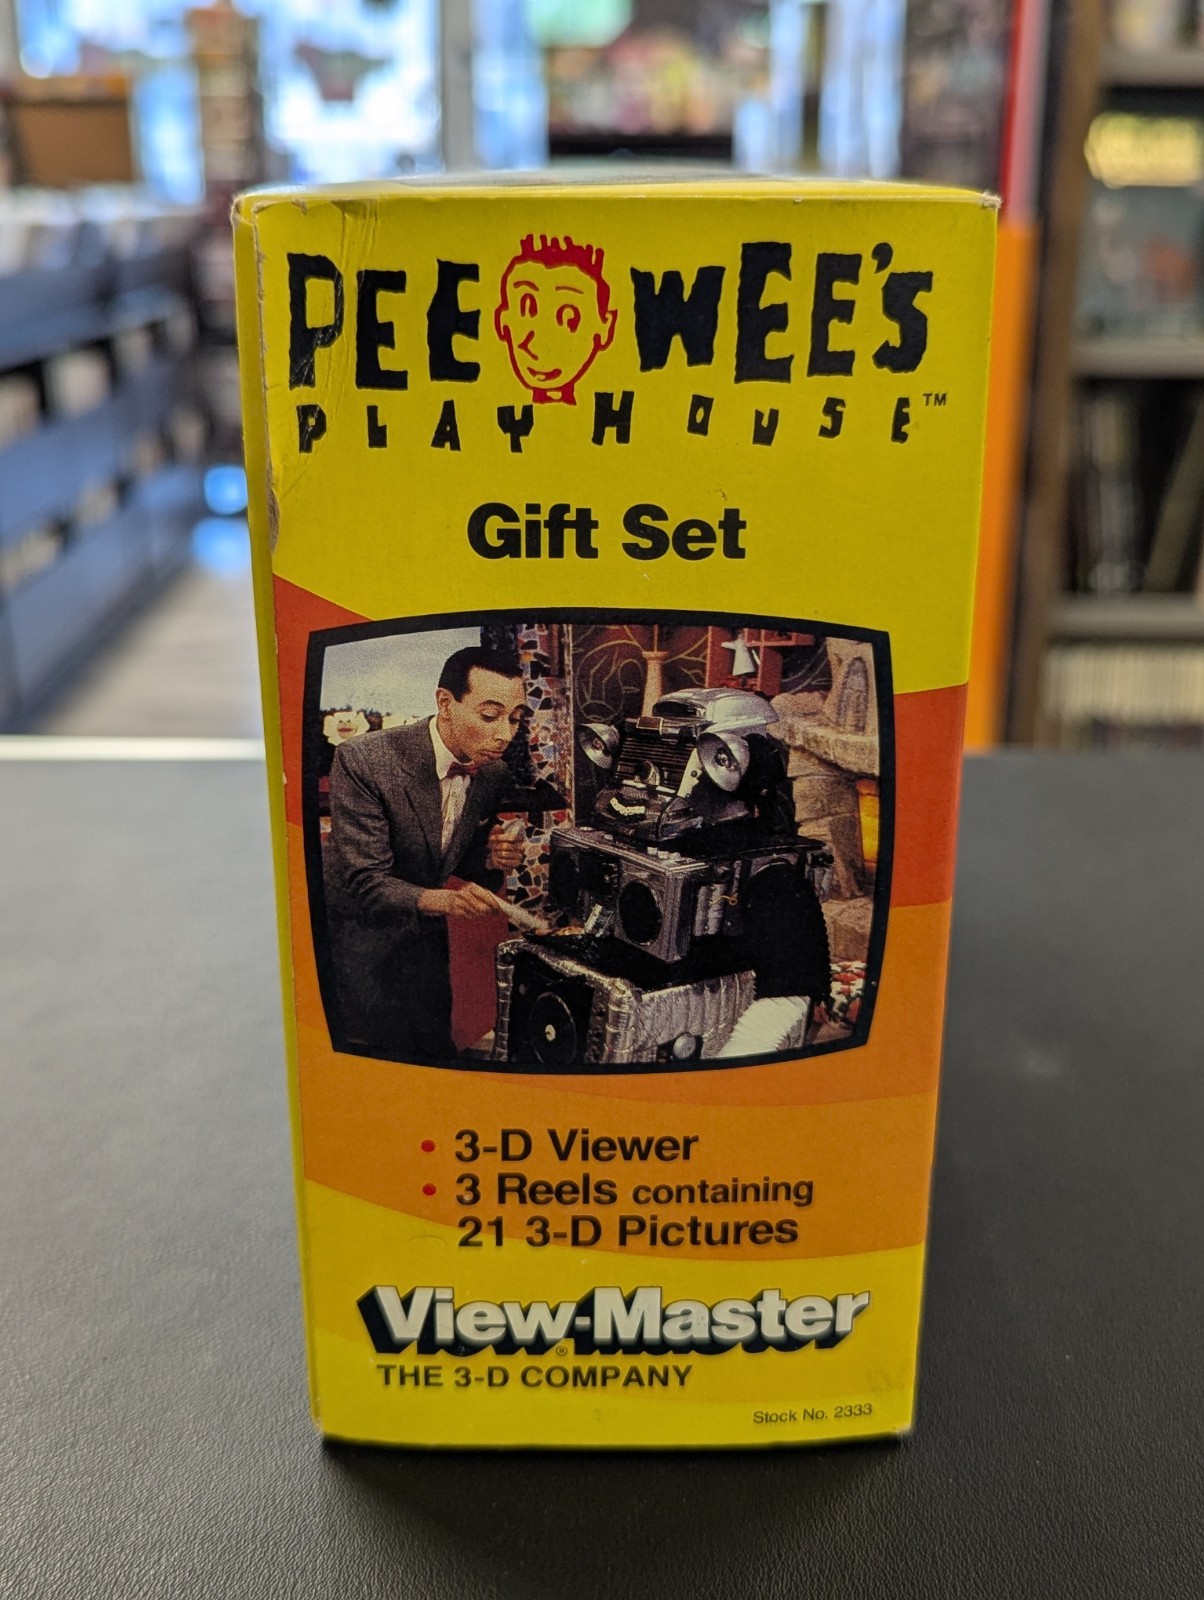 PEE WEE'S
PLAYHOUSE™
Gift Set
• 3-D Viewer
• 3 Reels containing
21 3-D Pictures
View-Master®
THE 3-D COMPANY
Stock No. 2333